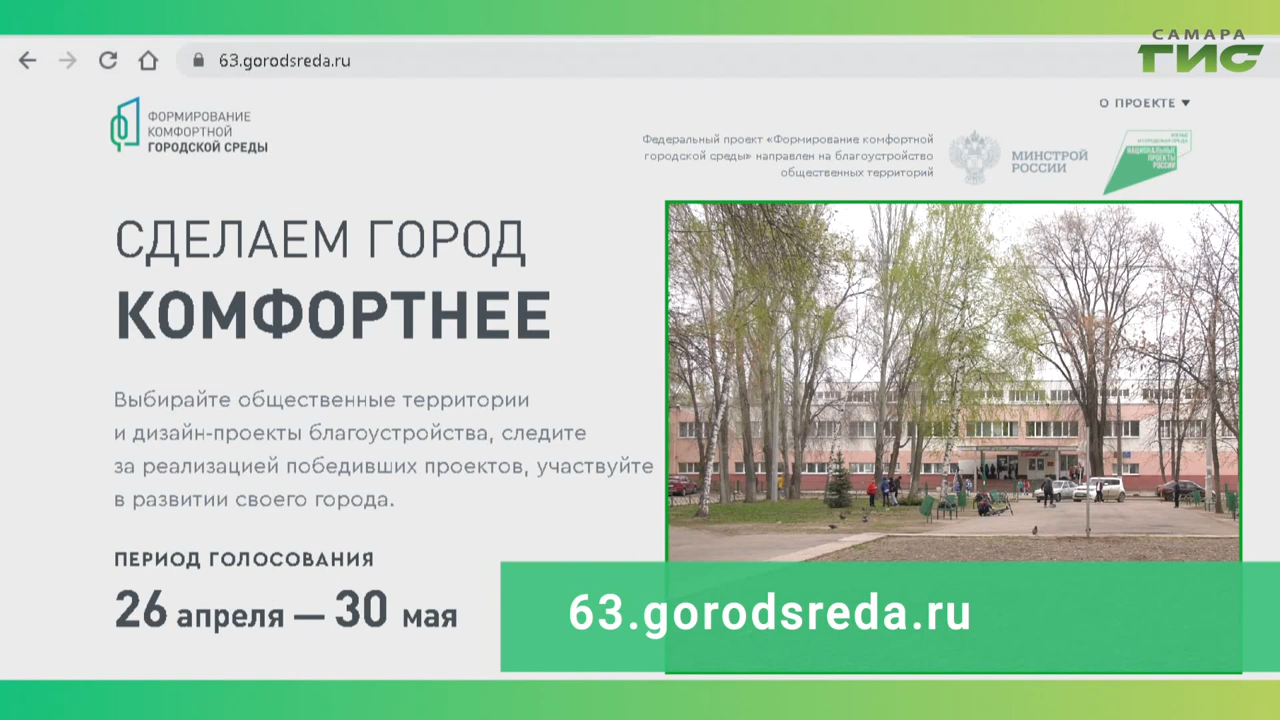 САМАРА
ГИС
63.gorodsreda.ru
О ПРОЕКТЕ
ФОРМИРОВАНИЕ
КОМФОРТНОЙ
ГОРОДСКОЙ СРЕДЫ
Федеральный проект «Формирование комфортной
городской среды» направлен на благоустройство
общественных территорий
МИНСТРОЙ
РОССИИ
НАЦИОНАЛЬНЫЕ
ПРОЕКТЫ
РОССИИ
СДЕЛАЕМ ГОРОД
КОМФОРТНЕЕ
Выбирайте общественные территории
и дизайн-проекты благоустройства, следите
за реализацией победивших проектов, участвуйте
в развитии своего города.
ПЕРИОД ГОЛОСОВАНИЯ
26 апреля — 30 мая
63.gorodsreda.ru